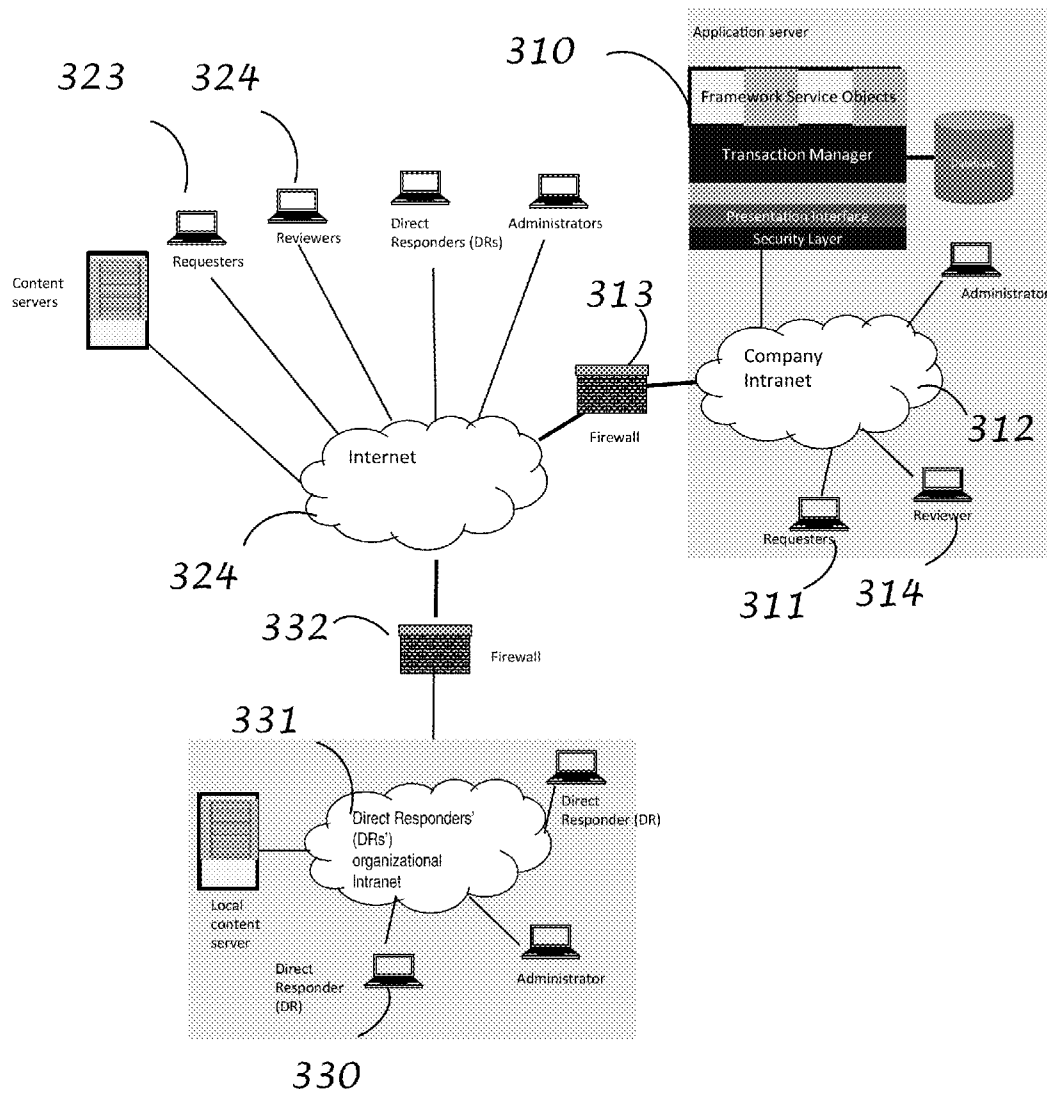 Application server
310
Framework Service Objects
Transaction Manager
Presentation Interface
Security Layer
323
324
Requesters
Reviewers
Direct
Responders (DRs)
Administrators
Content
servers
313
Firewall
Administrator
Company
Intranet
312
Internet
Reviewer
Requesters
311
314
324
332
Firewall
331
Direct
Responder (DR)
Direct Responders'
(DRs')
organizational
Intranet
Local
content
server
Direct
Responder
(DR)
Administrator
330